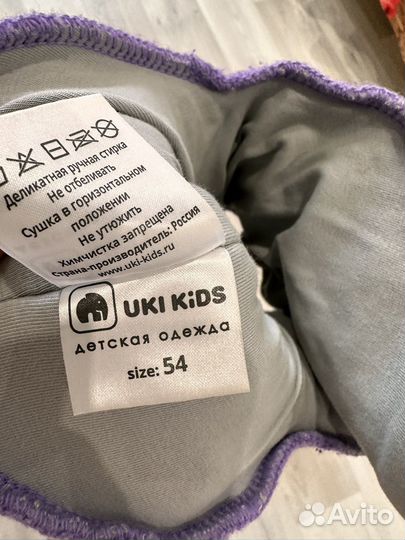 Деликатная ручная стирка
Не отбеливать
Сушка в горизонтальном
положении
Не утюжить
Химчистка запрещена
Страна-производитель: Россия
www.uki-kids.ru
UKI KiDS
детская одежда
size: 54
Avito